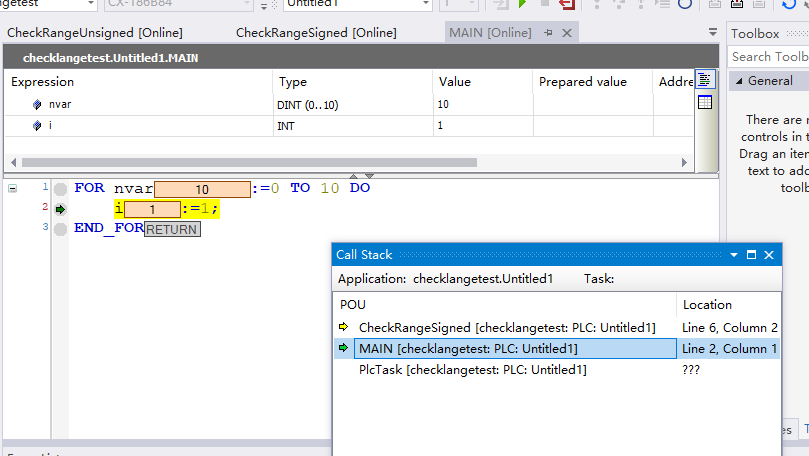 CX-186B84
Untitled1
1
CheckRangeUnsigned [Online]
CheckRangeSigned [Online]
MAIN [Online]
Toolbox
checklangetest.Untitled1.MAIN
Search Toolbox
Expression Type Value Prepared value Addre
General
nvar DINT (0..10) 10
i INT 1
There are n
controls in t
Drag an item
text to add
toolb
1 FOR nvar 10 :=0 TO 10 DO
2 i 1 :=1;
3 END_FOR RETURN
Call Stack
Application: checklangetest.Untitled1 Task:
POU Location
CheckRangeSigned [checklangetest: PLC: Untitled1] Line 6, Column 2
MAIN [checklangetest: PLC: Untitled1] Line 2, Column 1
PlcTask [checklangetest: PLC: Untitled1] ???